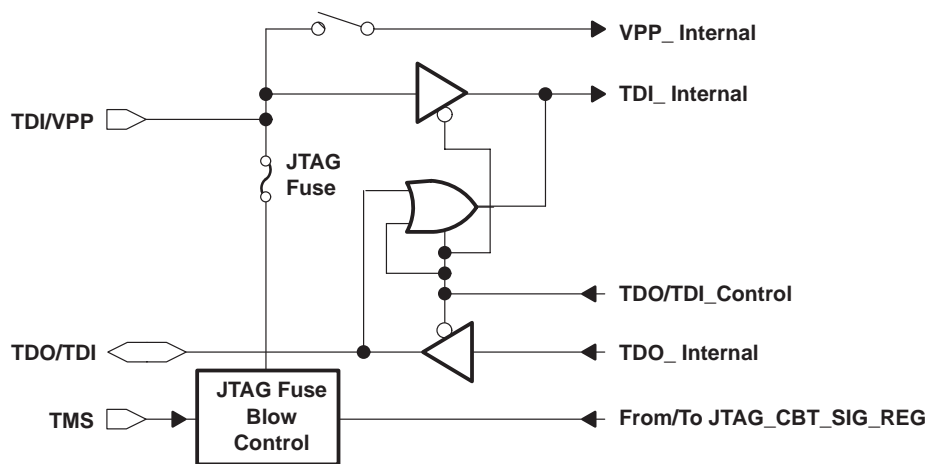 VPP_ Internal
TDI_ Internal
TDI/VPP
JTAG
Fuse
TDO/TDI_Control
TDO/TDI
TDO_ Internal
JTAG Fuse
Blow
Control
TMS
From/To JTAG_CBT_SIG_REG